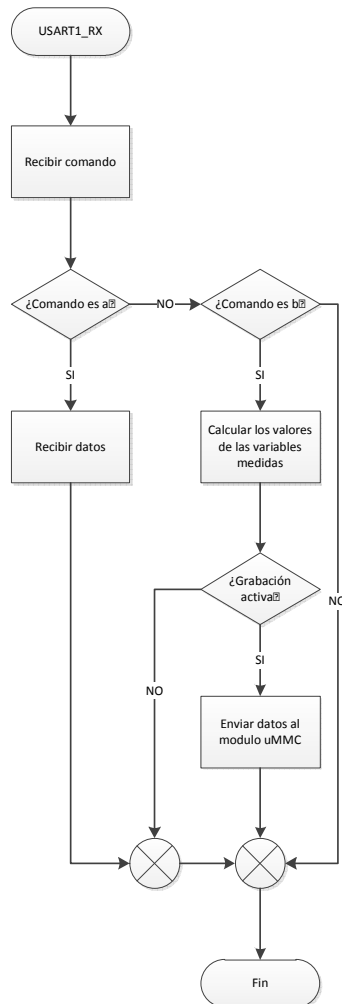 USART1_RX
Recibir comando
¿Comando es a
NO
¿Comando es b
SI
SI
Recibir datos
Calcular los valores
de las variables
medidas
¿Grabación
activa
NO
NO
SI
Enviar datos al
modulo uMMC
Fin